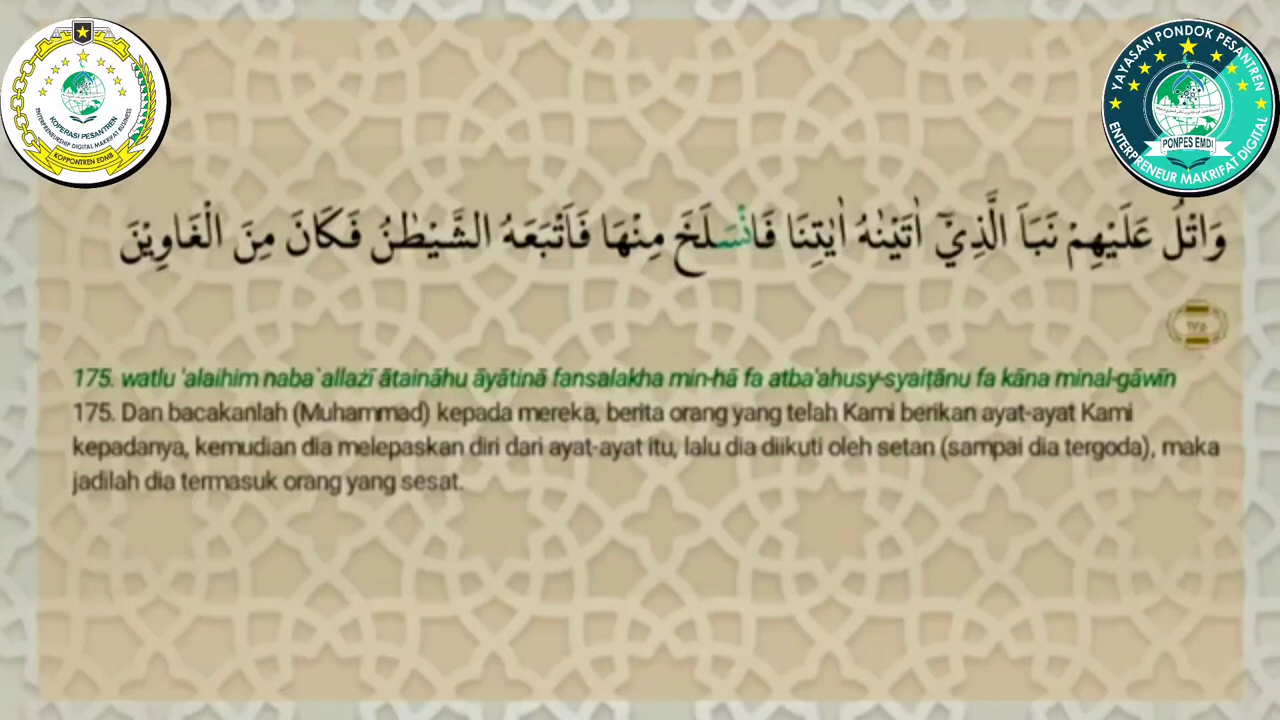 KOPERASI PESANTREN
ENTREPRENEURSHIP DIGITAL MAKRIFAT BUSINESS
KOPPONTREN EDMB
YAYASAN PONDOK PESANTREN
PONPES EMDI
ENTERPRENEUR MAKRIFAT DIGITAL
وَاتْلُ عَلَيْهِمْ نَبَاَ الَّذِيْٓ اٰتَيْنٰهُ اٰيٰتِنَا فَانْسَلَخَ مِنْهَا فَاَتْبَعَهُ الشَّيْطٰنُ فَكَانَ مِنَ الْغَاوِيْنَ
١٧٥
175. watlu 'alaihim naba`allażī ātaināhu āyātinā fansalakha min-hā fa atba'ahusy-syaiṭānu fa kāna minal-gāwīn
175. Dan bacakanlah (Muhammad) kepada mereka, berita orang yang telah Kami berikan ayat-ayat Kami
kepadanya, kemudian dia melepaskan diri dari ayat-ayat itu, lalu dia diikuti oleh setan (sampai dia tergoda), maka
jadilah dia termasuk orang yang sesat.